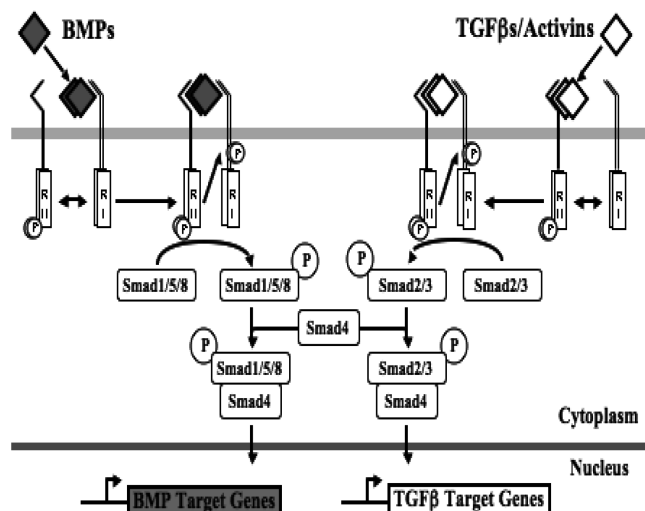 BMPs
TGFβs/Activins
P
P
R II
R I
R II
R I
R II
R I
R II
R I
P
P
P
P
P
P
Smad1/5/8
Smad1/5/8
Smad2/3
Smad2/3
Smad4
P
P
Smad1/5/8
Smad2/3
Smad4
Smad4
Cytoplasm
Nucleus
BMP Target Genes
TGFβ Target Genes